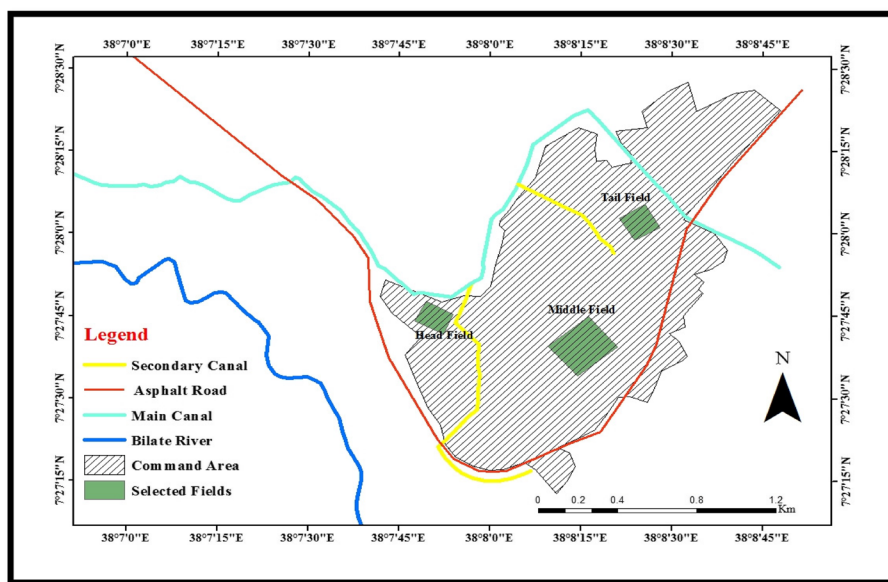 38°7'0"E 38°7'15"E 38°7'30"E 38°7'45"E 38°8'0"E 38°8'15"E 38°8'30"E 38°8'45"E
7°28'30"N 7°28'30"N
7°28'15"N 7°28'15"N
Tail Field
7°28'0"N 7°28'0"N
7°27'45"N 7°27'45"N
Middle Field
Head Field
Legend
Secondary Canal
Asphalt Road
Main Canal
Bilate River
Command Area
Selected Fields
N
7°27'30"N 7°27'30"N
7°27'15"N 7°27'15"N
0 0.2 0.4 0.8 1.2
Km
38°7'0"E 38°7'15"E 38°7'30"E 38°7'45"E 38°8'0"E 38°8'15"E 38°8'30"E 38°8'45"E